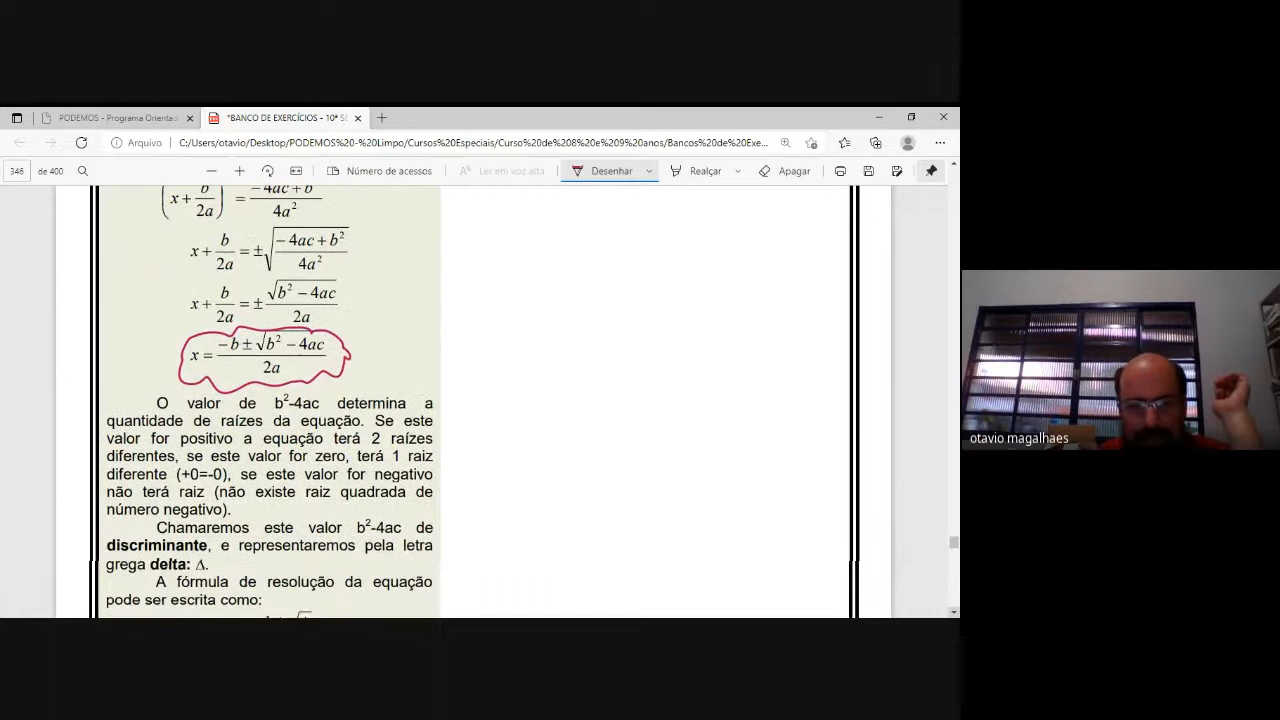 PODEMOS - Programa Orientad
*BANCO DE EXERCÍCIOS - 10ª SE
Arquivo C:/Users/otavio/Desktop/PODEMOS%20-%20Limpo/Cursos%20Especiais/Curso%20de%208%20e%209%20anos/Bancos%20de%20Exe...
346 de 400 Número de acessos Ler em voz alta Desenhar Realçar Apagar
(x + b/2a) = -4ac+b / 4a²
x + b/2a = ±√(-4ac + b² / 4a²)
x + b/2a = ± √b² - 4ac / 2a
x = -b ± √b² - 4ac / 2a
O valor de b²-4ac determina a
quantidade de raízes da equação. Se este
valor for positivo a equação terá 2 raízes
diferentes, se este valor for zero, terá 1 raiz
diferente (+0=-0), se este valor for negativo
não terá raiz (não existe raiz quadrada de
número negativo).
Chamaremos este valor b²-4ac de
discriminante, e representaremos pela letra
grega delta: Δ.
A fórmula de resolução da equação
pode ser escrita como:
otavio magalhaes